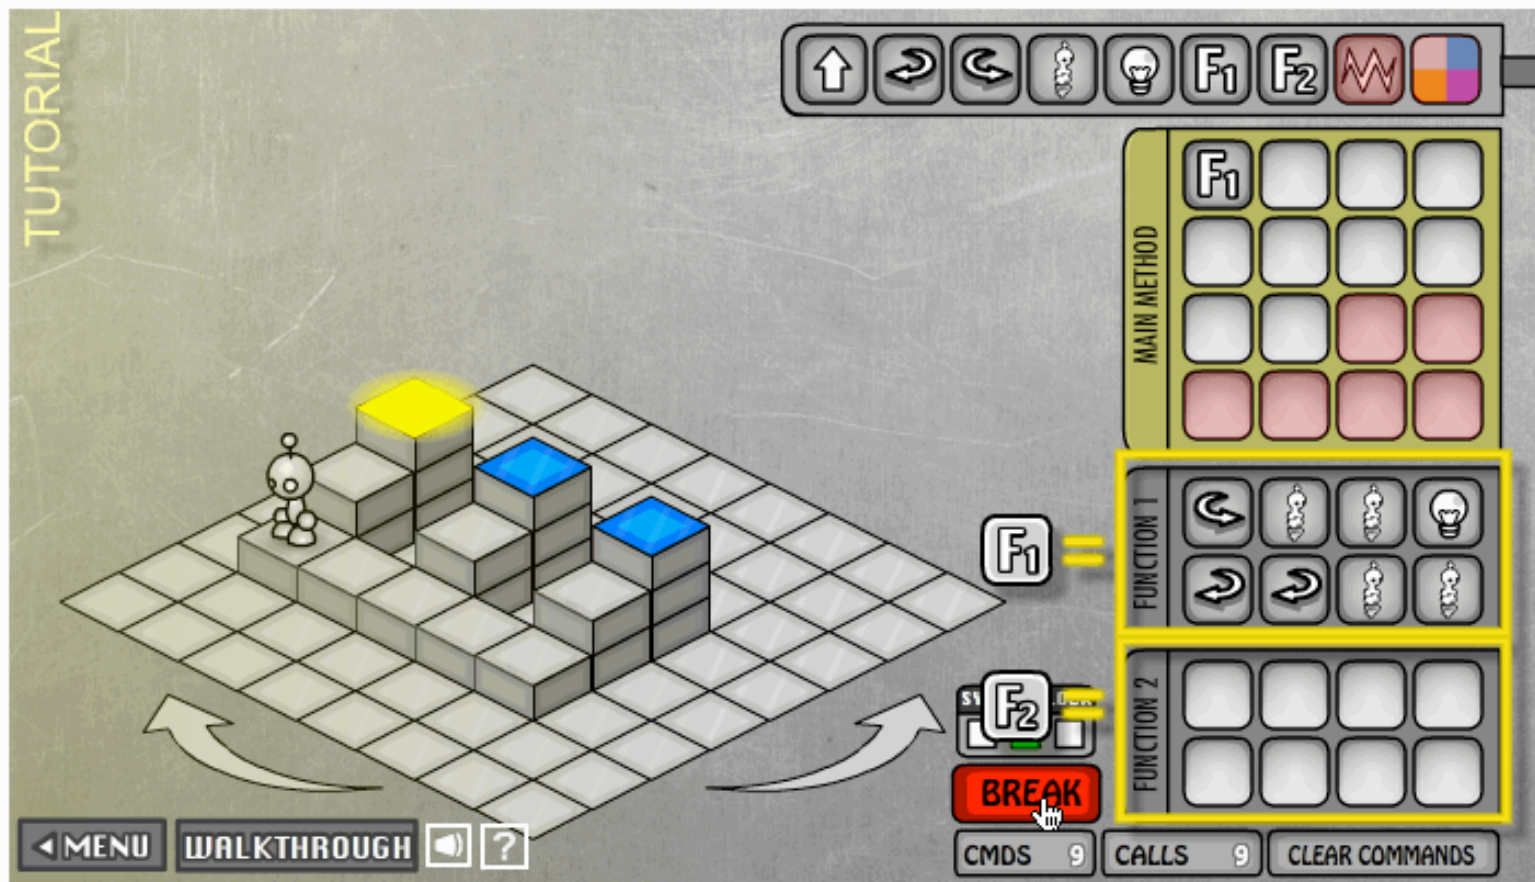 TUTORIAL
F1 F2
MAIN METHOD
F1
FUNCTION 1
F1 =
FUNCTION 2
F2 =
BREAK
MENU
WALKTHROUGH
?
CMDS 9
CALLS 9
CLEAR COMMANDS